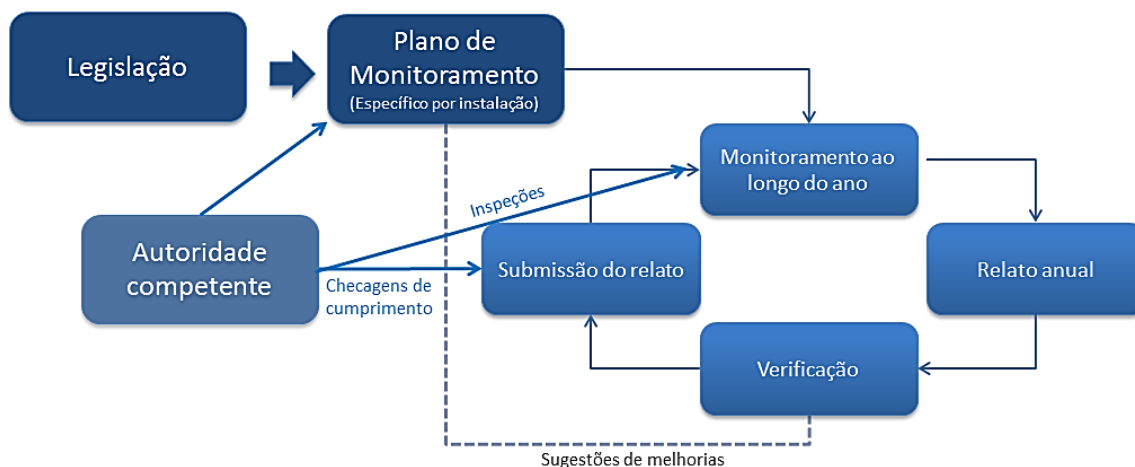 Legislação
Plano de
Monitoramento
(Específico por instalação)
Monitoramento ao
longo do ano
Inspeções
Autoridade
competente
Submissão do relato
Relato anual
Checagens de
cumprimento
Verificação
Sugestões de melhorias